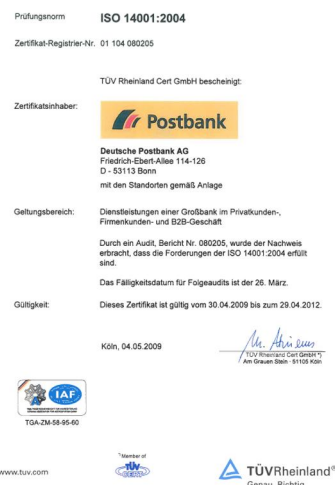 Prüfungsnorm ISO 14001:2004
Zertifikat-Registrier-Nr. 01 104 080205
TÜV Rheinland Cert GmbH bescheinigt:
Zertifikatsinhaber:
Postbank
Deutsche Postbank AG
Friedrich-Ebert-Allee 114-126
D - 53113 Bonn
mit den Standorten gemäß Anlage
Geltungsbereich: Dienstleistungen einer Großbank im Privatkunden-,
Firmenkunden- und B2B-Geschäft
Durch ein Audit, Bericht Nr. 080205, wurde der Nachweis
erbracht, dass die Forderungen der ISO 14001:2004 erfüllt
sind.
Das Fälligkeitsdatum für Folgeaudits ist der 26. März.
Gültigkeit: Dieses Zertifikat ist gültig vom 30.04.2009 bis zum 29.04.2012.
Köln, 04.05.2009
TÜV Rheinland Cert GmbH *)
Am Grauen Stein · 51105 Köln
IAF
TGA-ZM-58-95-60
*) Member of
TÜV
CERT
www.tuv.com
TÜVRheinland®
Genau. Richtig.